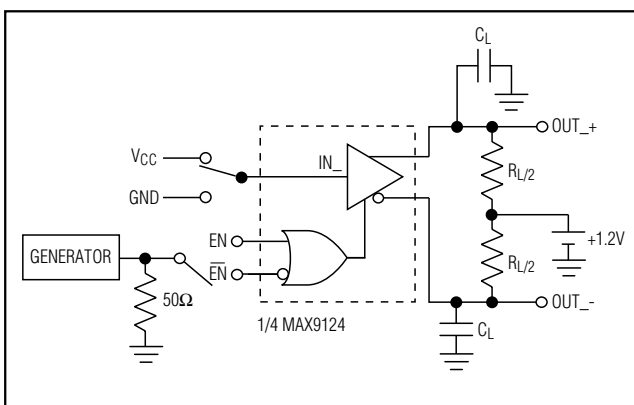 C_L
OUT_+
V_CC
IN_
R_L/2
GND
+1.2V
GENERATOR
EN
E̅N̅
R_L/2
50Ω
OUT_-
1/4 MAX9124
C_L